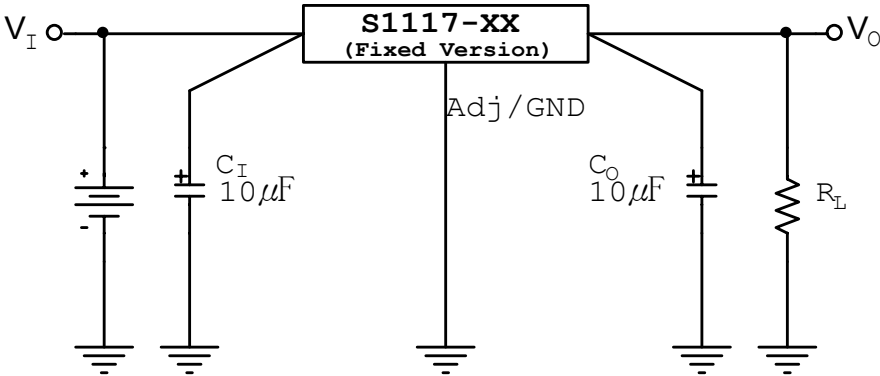 S1117-XX
(Fixed Version)
V_I
V_O
Adj/GND
+
-
+
C_I
10µF
C_O
10µF
+
R_L